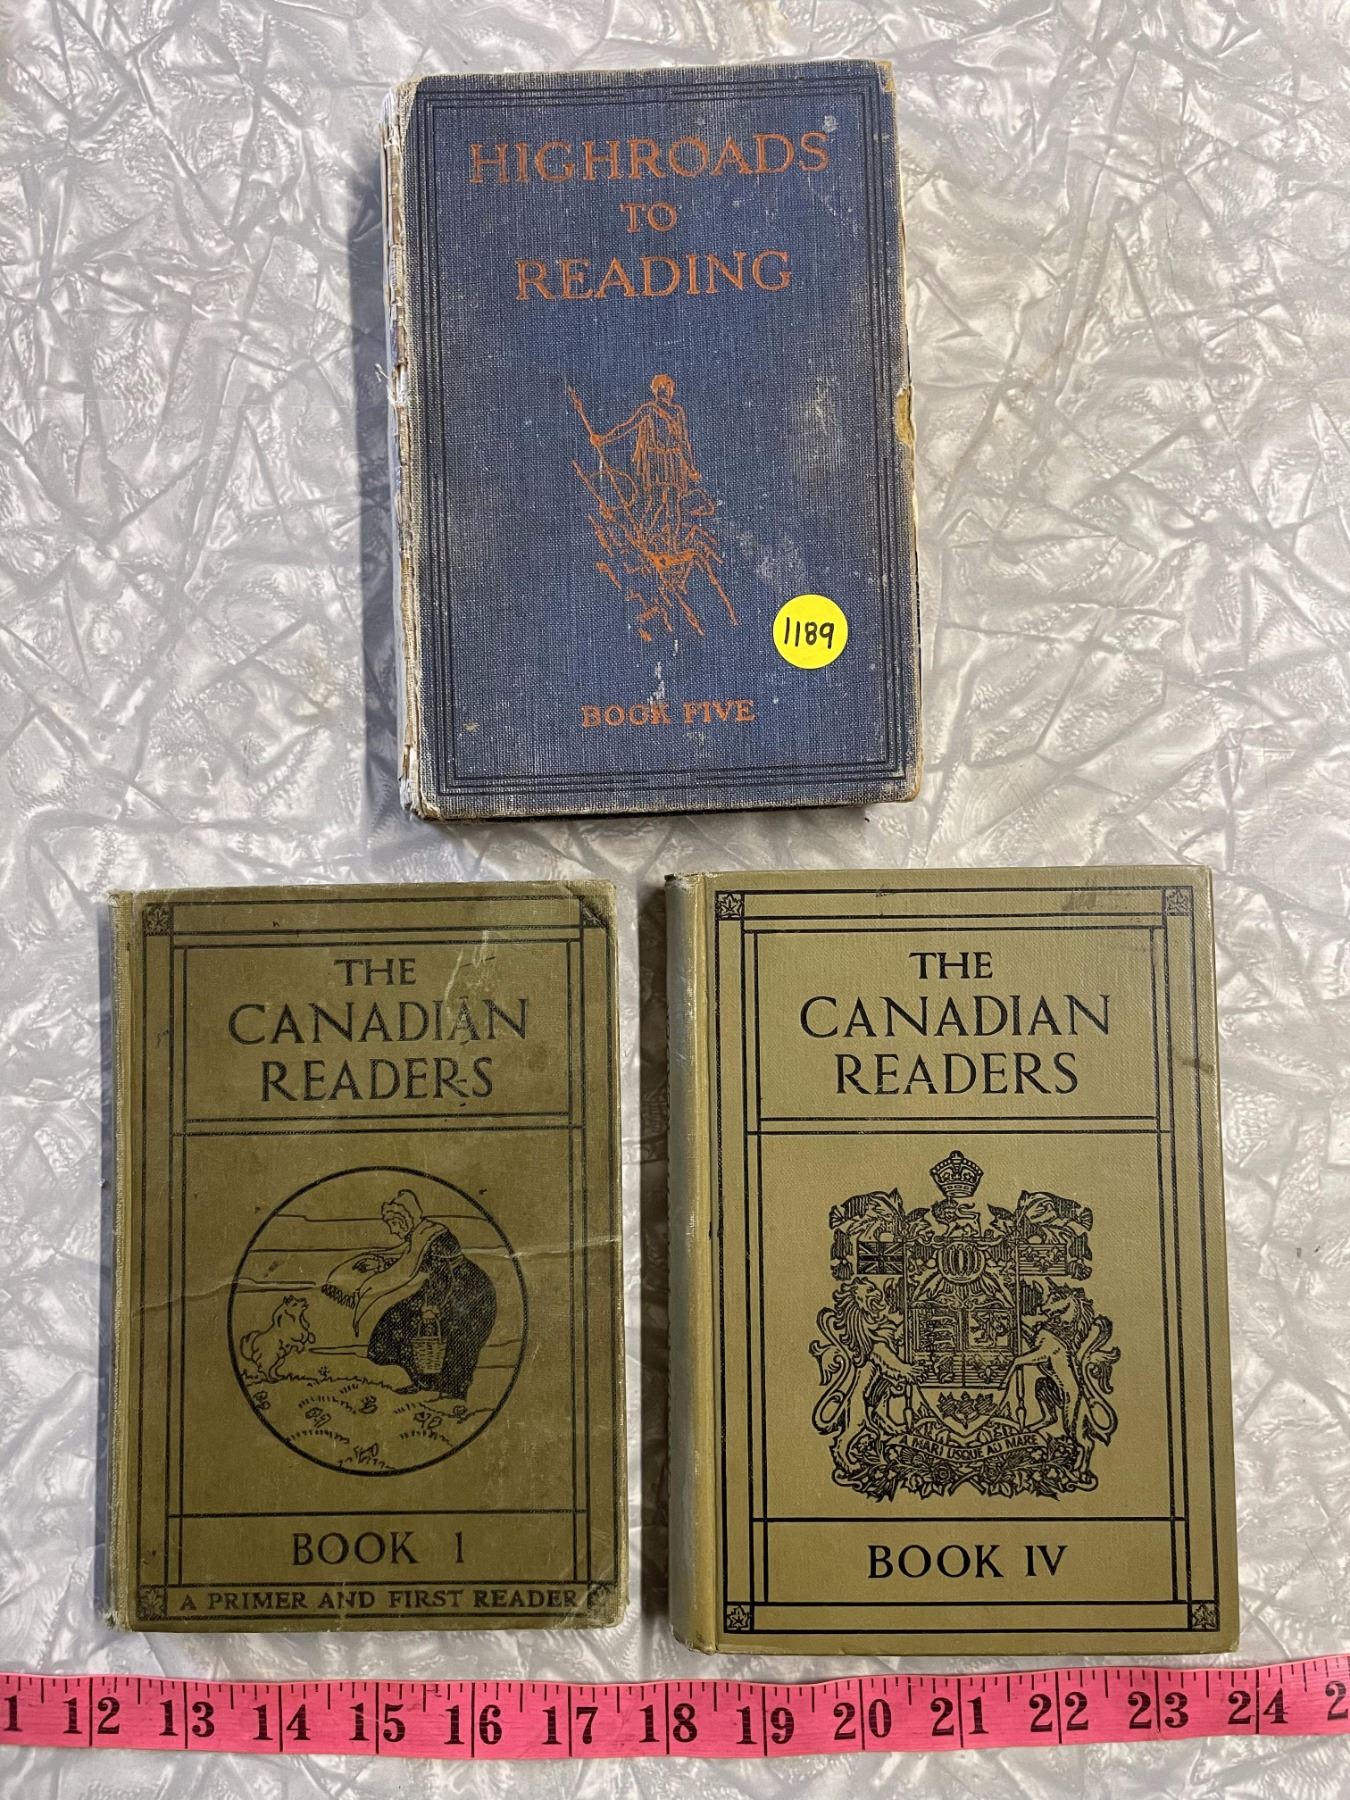 HIGHROADS
TO
READING
1189
BOOK FIVE
THE
CANADIAN
READERS
BOOK I
A PRIMER AND FIRST READER
THE
CANADIAN
READERS
A MARI USQUE AD MARE
BOOK IV
1 12 13 14 15 16 17 18 19 20 21 22 23 24 2